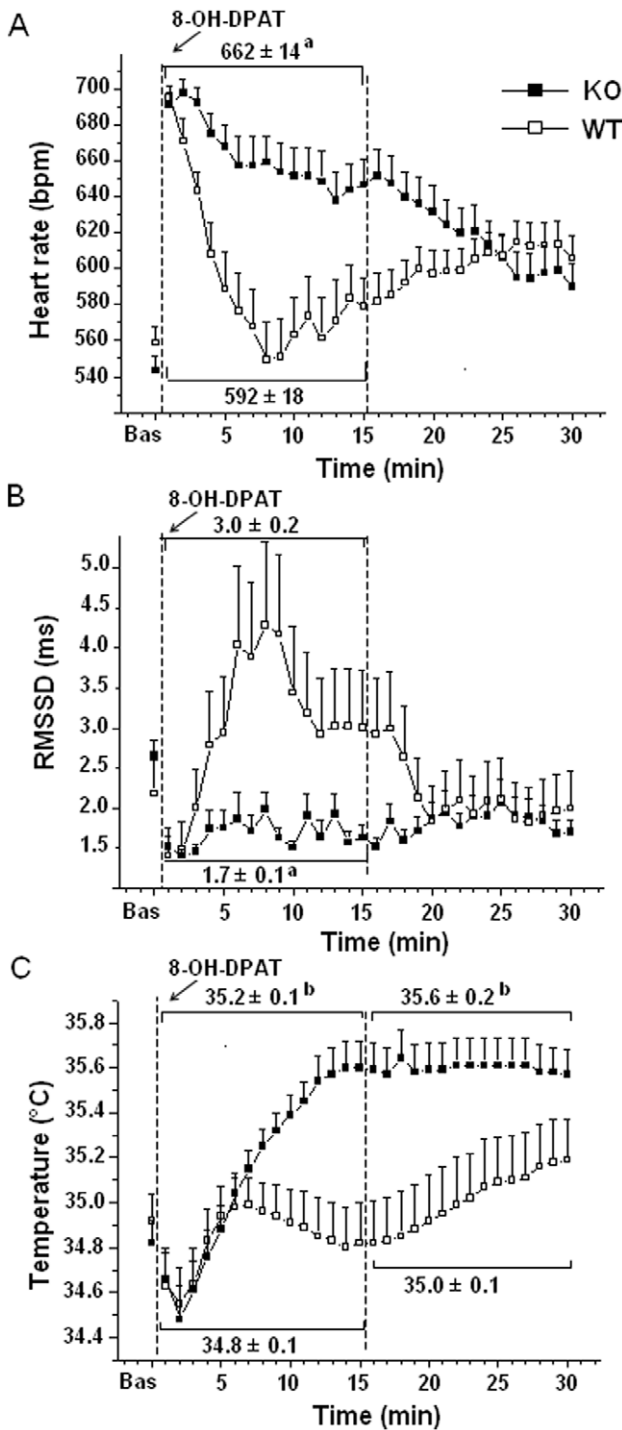 A
8-OH-DPAT
662 ± 14 a
KO
WT
Heart rate (bpm)
700
680
660
640
620
600
580
560
540
592 ± 18
Bas 5 10 15 20 25 30
Time (min)
B
8-OH-DPAT
3.0 ± 0.2
RMSSD (ms)
5.0
4.5
4.0
3.5
3.0
2.5
2.0
1.5
1.7 ± 0.1 a
Bas 5 10 15 20 25 30
Time (min)
C
8-OH-DPAT
35.2 ± 0.1 b 35.6 ± 0.2 b
Temperature (°C)
35.8
35.6
35.4
35.2
35.0
34.8
34.6
34.4
35.0 ± 0.1
34.8 ± 0.1
Bas 5 10 15 20 25 30
Time (min)